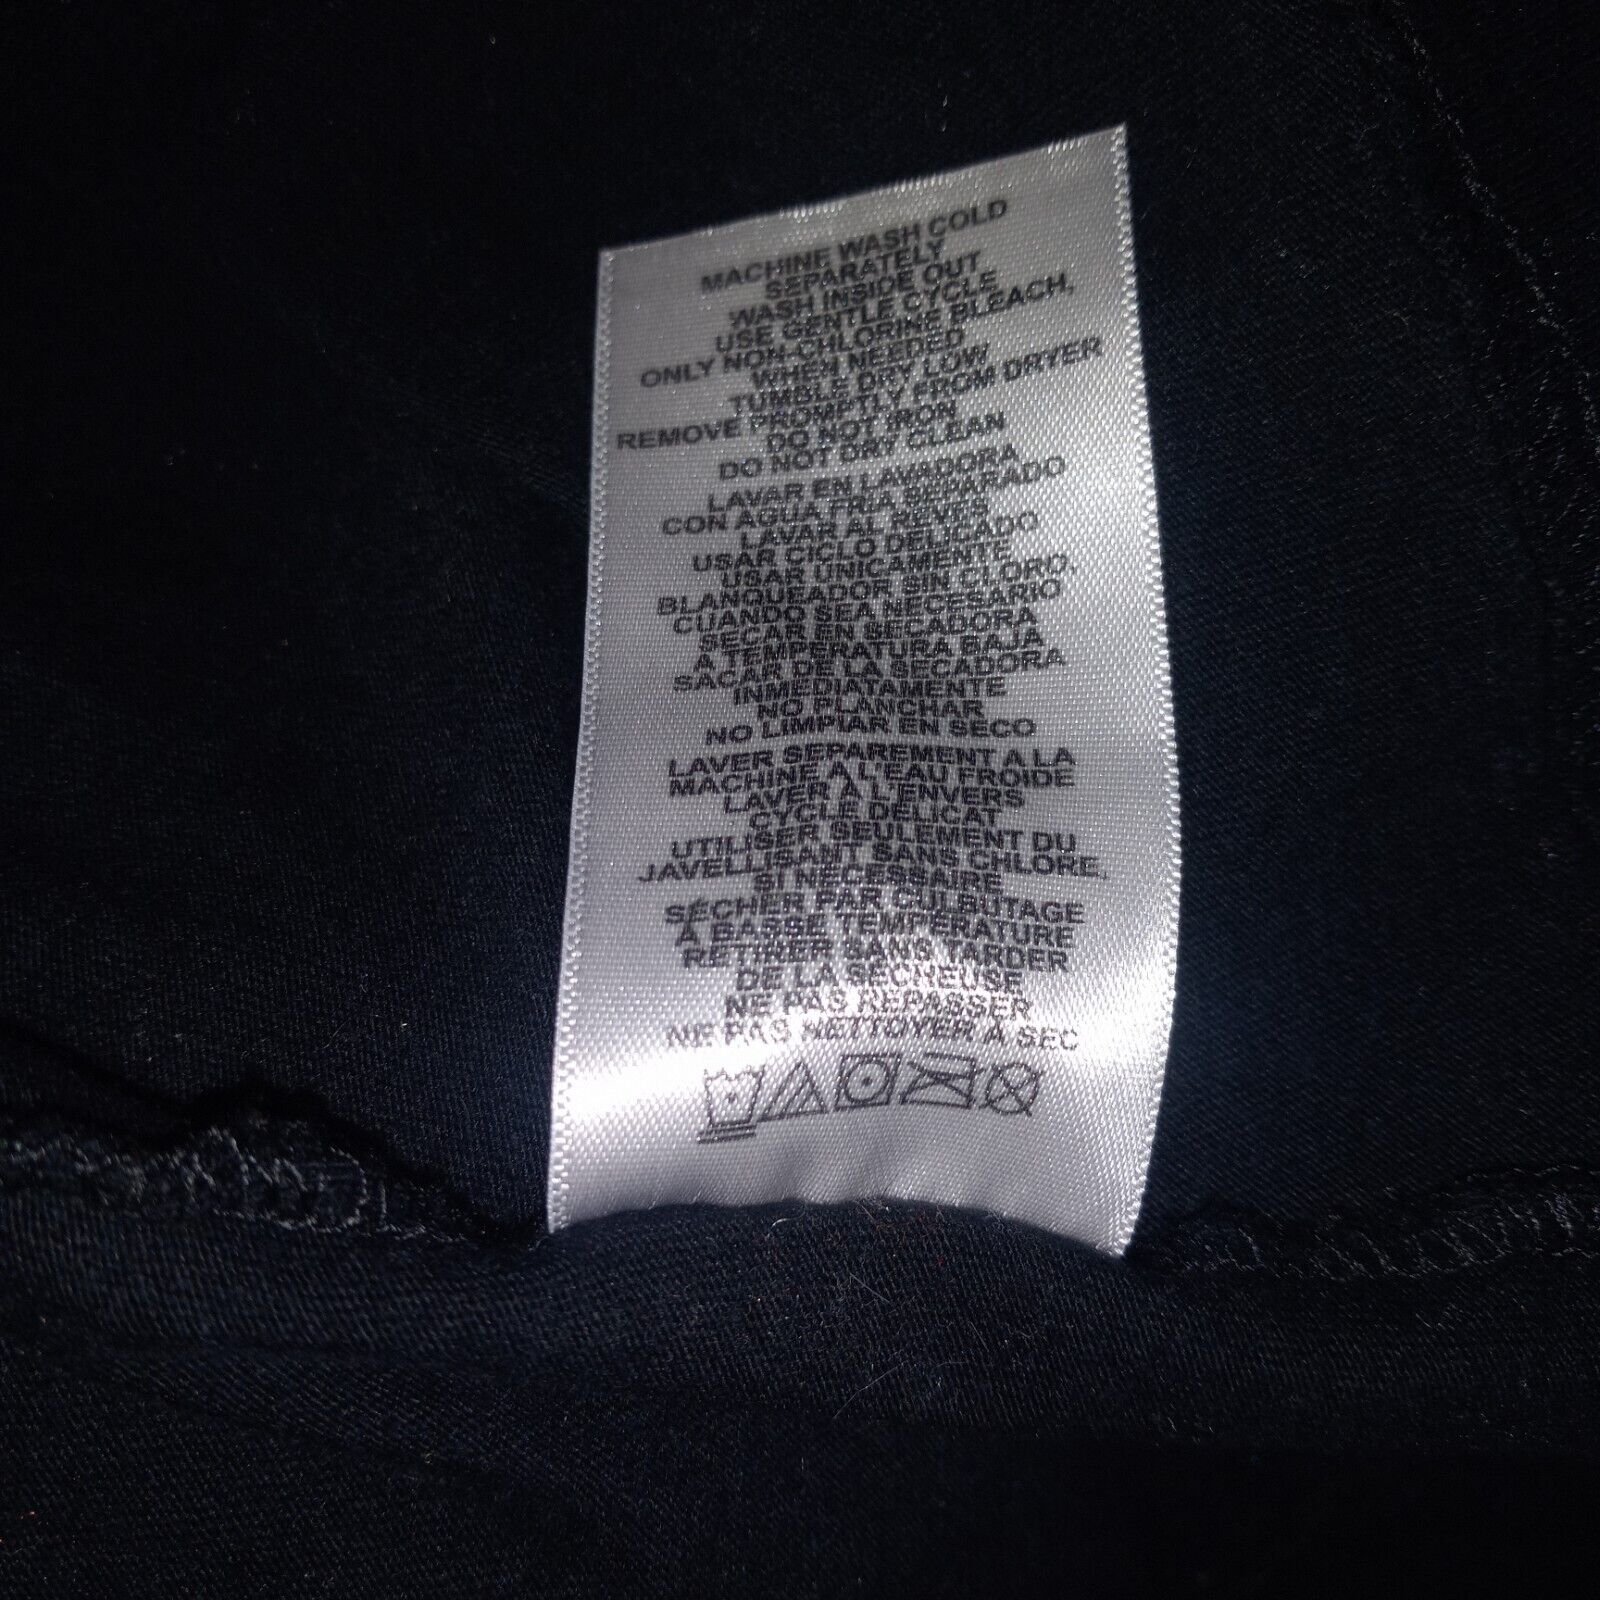 MACHINE WASH COLD
SEPARATELY
WASH INSIDE OUT
USE GENTLE CYCLE
ONLY NON-CHLORINE BLEACH,
WHEN NEEDED
TUMBLE DRY LOW
REMOVE PROMPTLY FROM DRYER
DO NOT IRON
DO NOT DRY CLEAN
LAVAR EN LAVADORA
CON AGUA FRIA SEPARADO
LAVAR AL REYES
USAR CICLO DELICADO
USAR UNICAMENTE
BLANQUEADOR SIN CLORO
CUANDO SEA NECESARIO
SECAR EN SECADORA
A TEMPERATURA BAJA
SACAR DE LA SECADORA
INMEDIATAMENTE
NO PLANCHAR
NO LIMPIAR EN SECO
LAVER SEPAREMENT A LA
MACHINE A L'EAU FROIDE
LAVER A L'ENVERS
CYCLE DELICAT
UTILISER SEULEMENT DU
JAVELLISANT SANS CHLORE,
SI NECESSAIRE
SÉCHER PAR CULBUTAGE
À BASSE TEMPÉRATURE
RETIRER SANS TARDER
DE LA SÉCHEUSE
NE PAS REPASSER
NE PAS NETTOYER À SEC